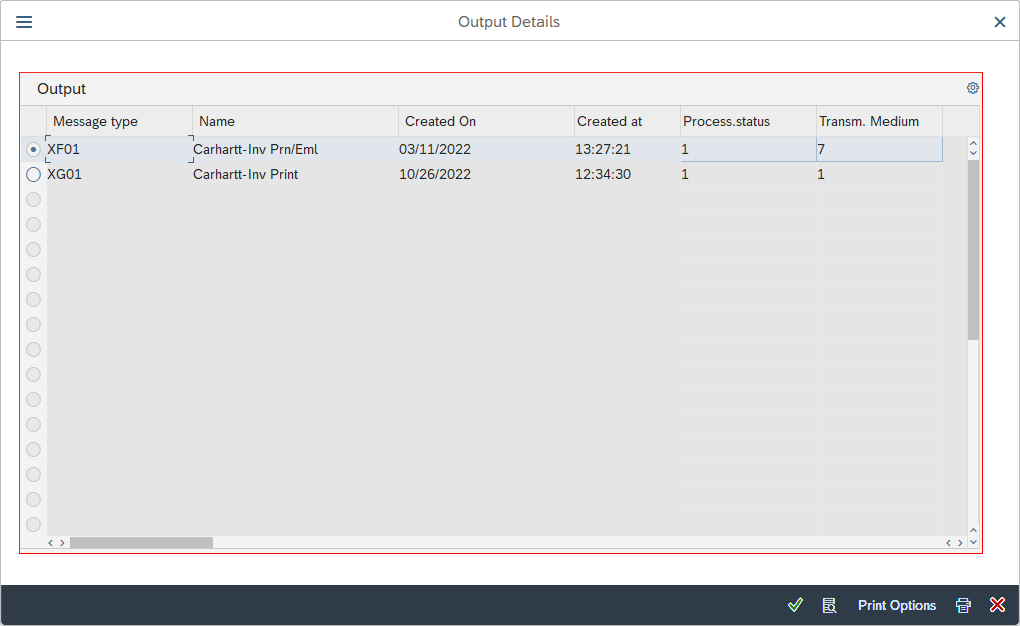 Output Details
Output
Message type Name Created On Created at Process.status Transm. Medium
XF01 Carhartt-Inv Prn/Eml 03/11/2022 13:27:21 1 7
XG01 Carhartt-Inv Print 10/26/2022 12:34:30 1 1
Print Options